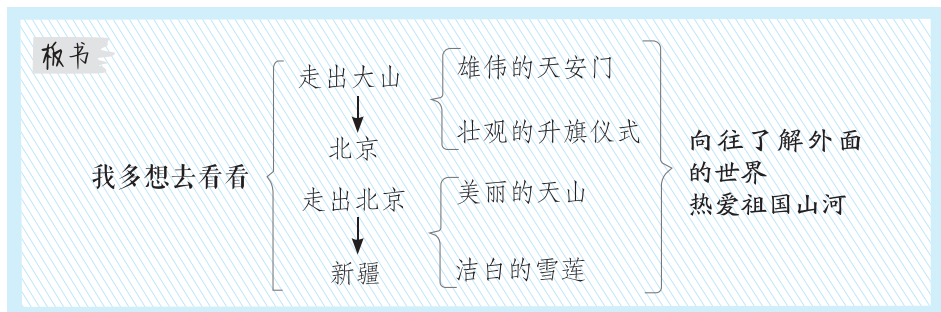 板书
我多想去看看
走出大山
北京
走出北京
新疆
雄伟的天安门
壮观的升旗仪式
美丽的天山
洁白的雪莲
向往了解外面
的世界
热爱祖国山河